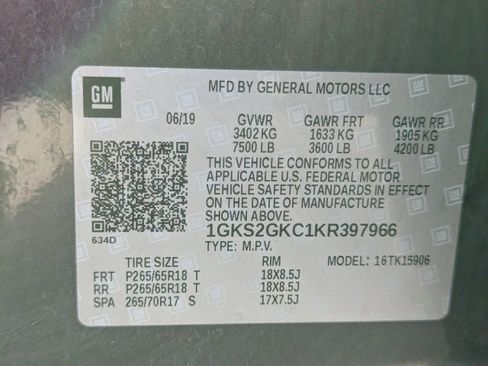 GM
MFD BY GENERAL MOTORS LLC
06/19 GVWR GAWR FRT GAWR RR
3402 KG 1633 KG 1905 KG
7500 LB 3600 LB 4200 LB
THIS VEHICLE CONFORMS TO ALL
APPLICABLE U.S. FEDERAL MOTOR
VEHICLE SAFETY STANDARDS IN EFFECT
ON THE DATE OF MANUFACTURE
SHOWN ABOVE.
634D
1GKS2GKC1KR397966
TYPE: M.P.V.
TIRE SIZE RIM MODEL: 16TK15906
FRT P265/65R18 T 18X8.5J
RR P265/65R18 T 18X8.5J
SPA 265/70R17 S 17X7.5J